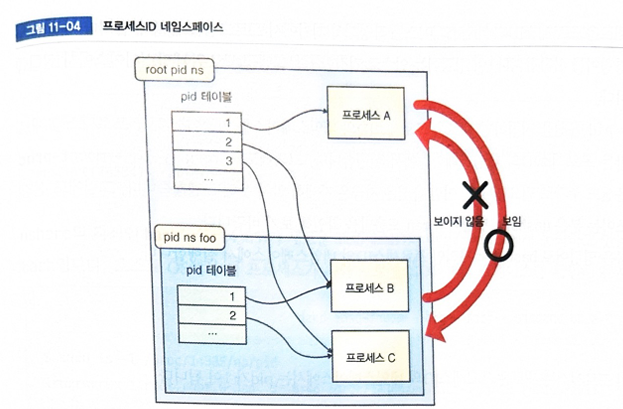 그림 11-04 프로세스ID 네임스페이스
root pid ns
pid 테이블
1
2
3
...
프로세스 A
보이지 않음
보임
pid ns foo
pid 테이블
1
2
...
프로세스 B
프로세스 C